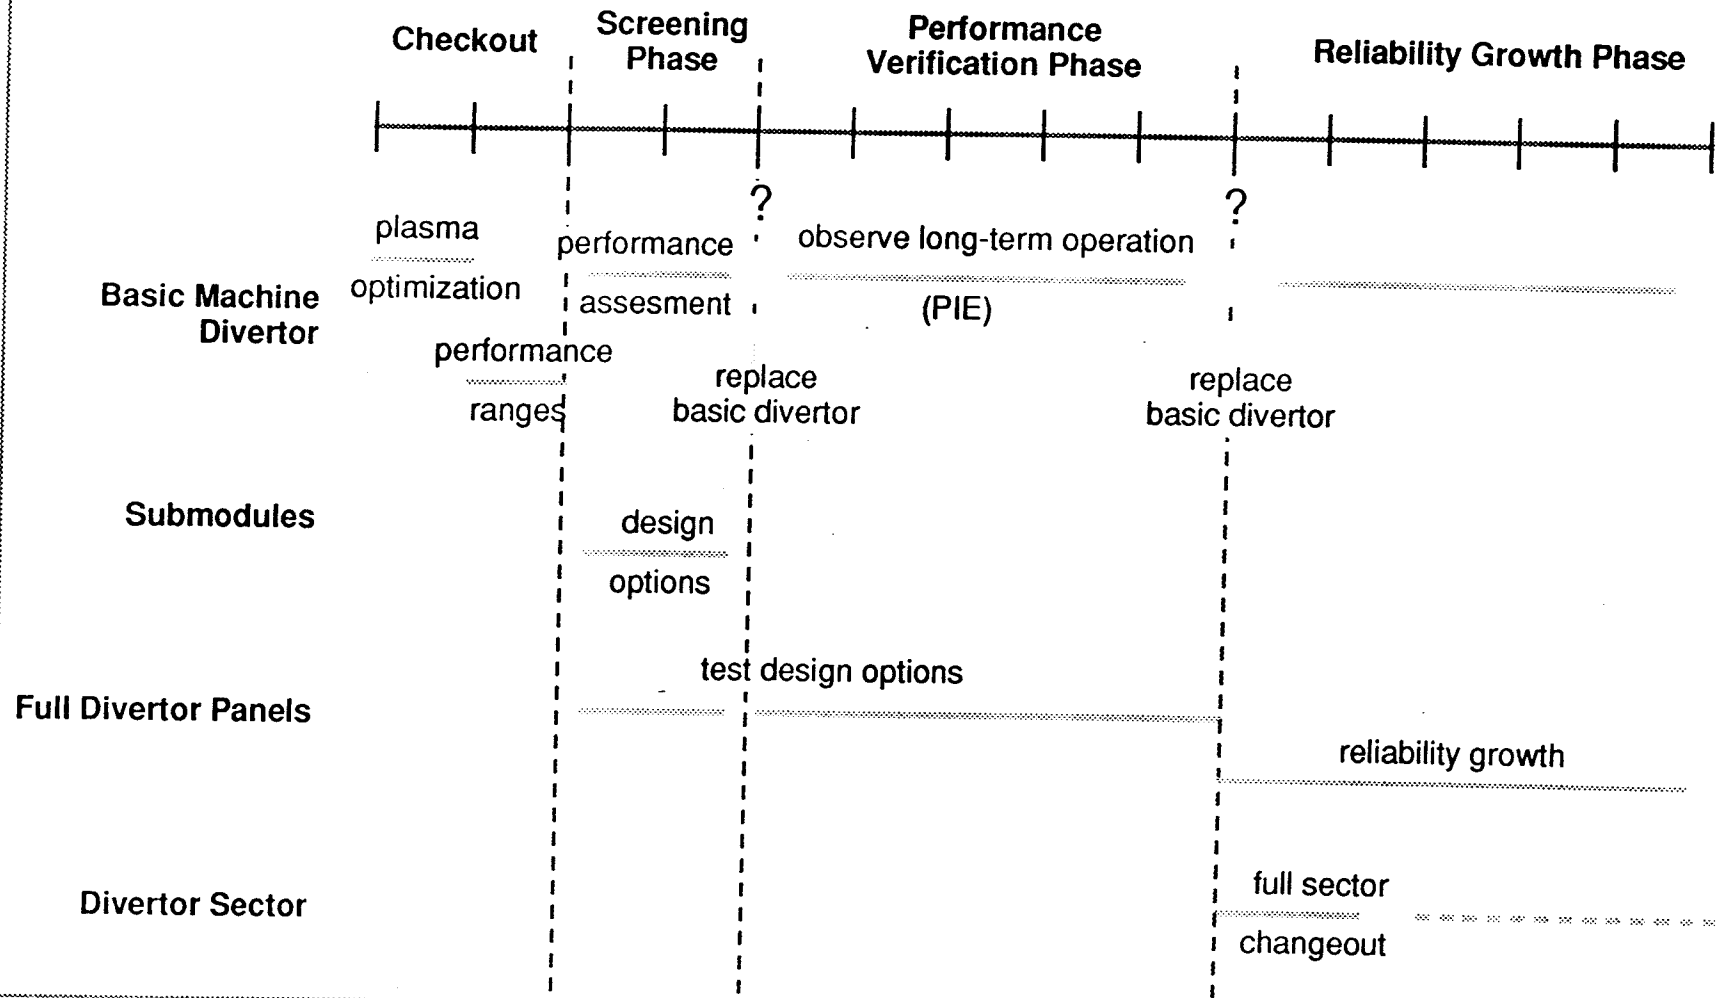 Checkout
Screening
Phase
Performance
Verification Phase
Reliability Growth Phase
?
?
Basic Machine
Divertor
plasma
optimization
performance
ranges
performance
assesment
observe long-term operation
(PIE)
replace
basic divertor
replace
basic divertor
Submodules
design
options
Full Divertor Panels
test design options
reliability growth
Divertor Sector
full sector
changeout